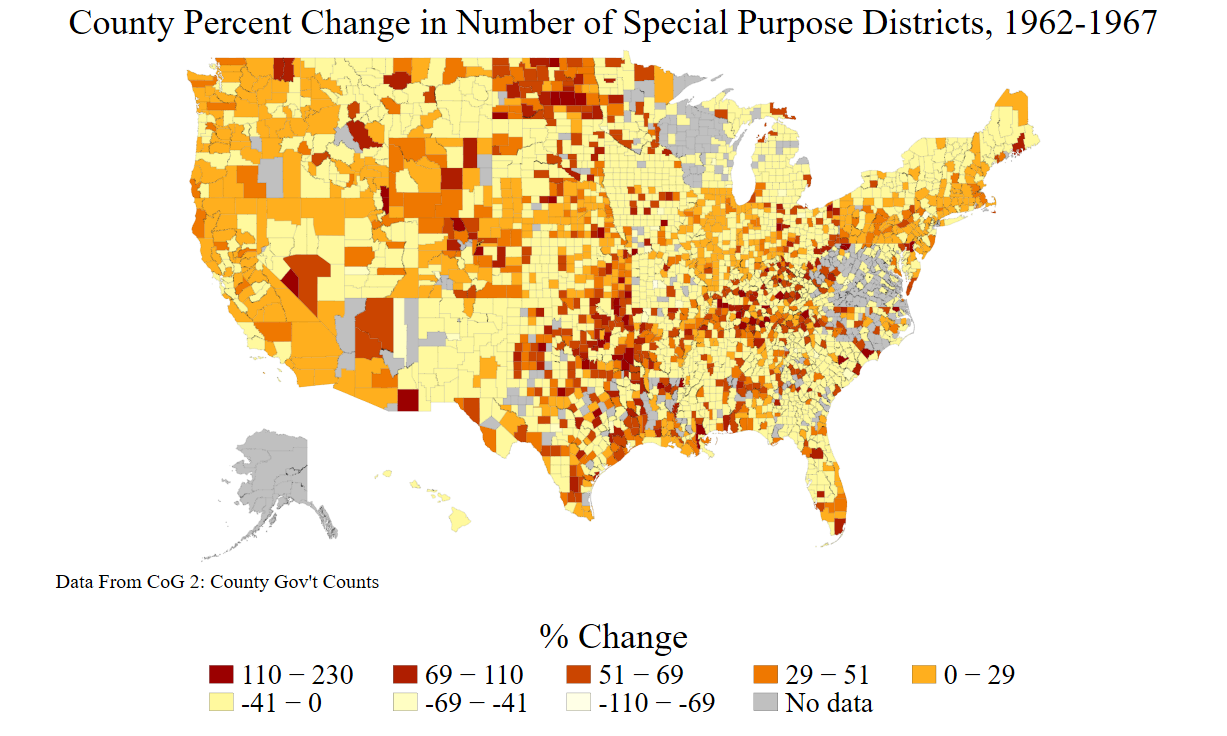 County Percent Change in Number of Special Purpose Districts, 1962-1967
Data From CoG 2: County Gov't Counts
% Change
110 − 230 69 − 110 51 − 69 29 − 51 0 − 29
-41 − 0 -69 − -41 -110 − -69 No data